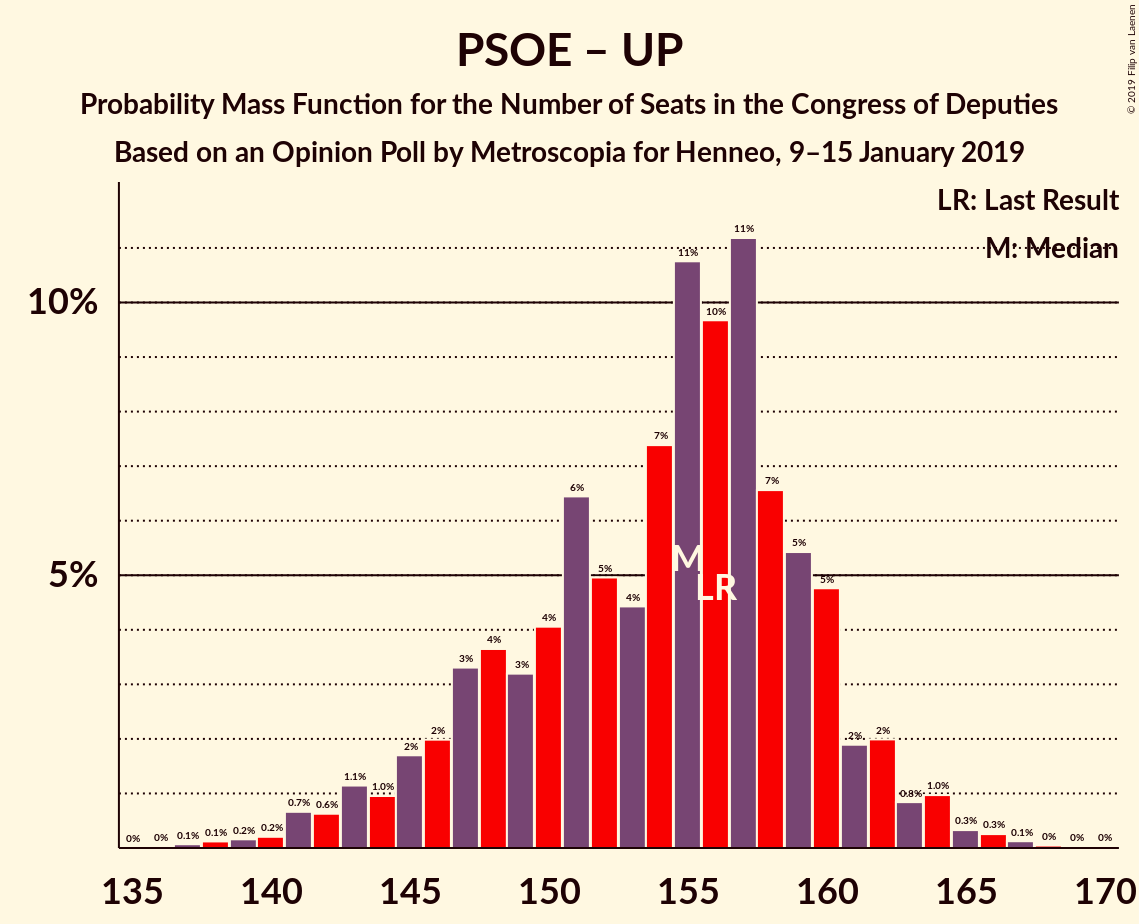 PSOE – UP
Probability Mass Function for the Number of Seats in the Congress of Deputies
Based on an Opinion Poll by Metroscopia for Henneo, 9–15 January 2019
© 2019 Filip van Laenen
LR: Last Result
M: Median
10%
5%
0% 0% 0.1% 0.1% 0.2% 0.2% 0.7% 0.6% 1.1% 1.0% 2% 2% 3% 4% 3% 4% 6% 5% 4% 7% 11% 10% 11% 7% 5% 5% 2% 2% 0.8% 1.0% 0.3% 0.3% 0.1% 0% 0% 0%
M
LR
135 140 145 150 155 160 165 170